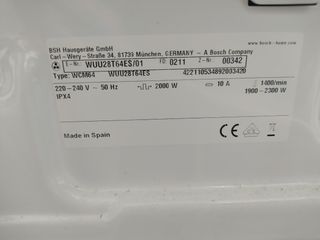 BSH Hausgeräte GmbH
www.bosch-home.com
Carl-Wery-Straße 34, 81739 München, GERMANY - A Bosch Company
E-Nr. WUU28T64ES/01 FD: 0211 Z-Nr. 00342
Type: WCM64 WUU28T64ES
220-240 V ~ 50 Hz 2000 W 10 A 1400/min
IPX4 1900-2300 W
Made in Spain
CE